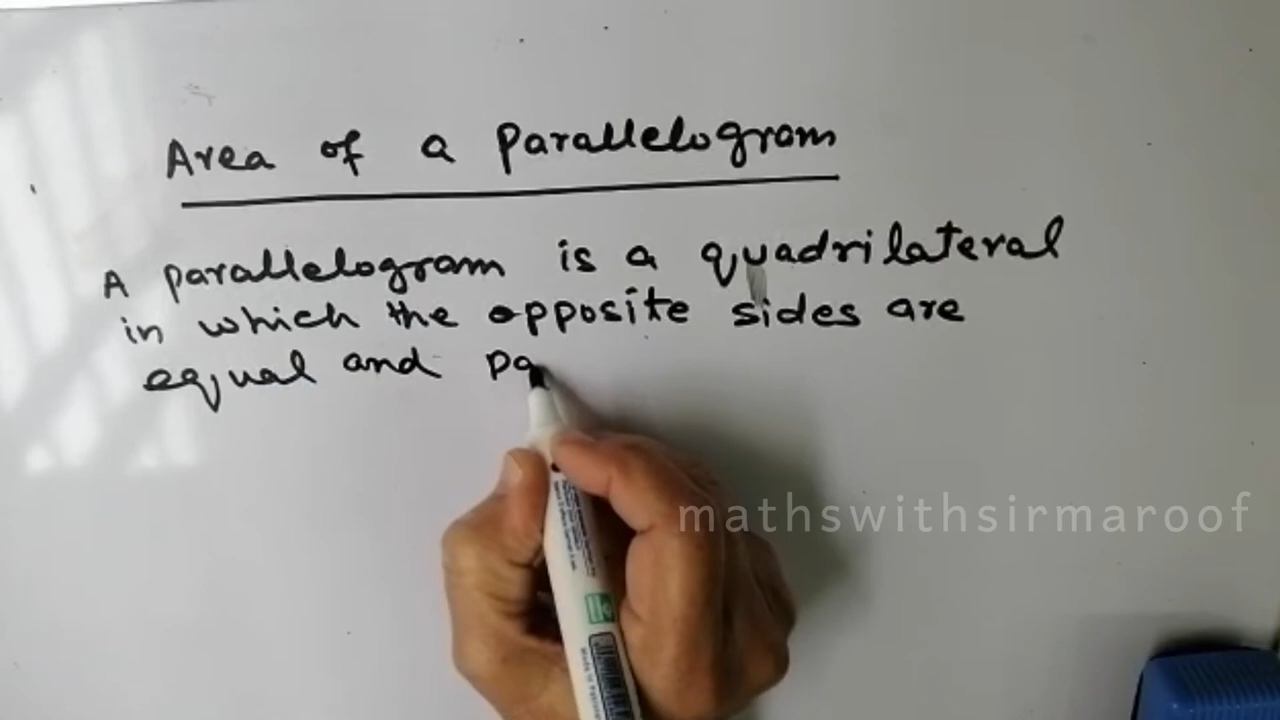 Area of a parallelogram
A parallelogram is a quadrilateral
in which the opposite sides are
equal and pa
mathswithsirmaroof